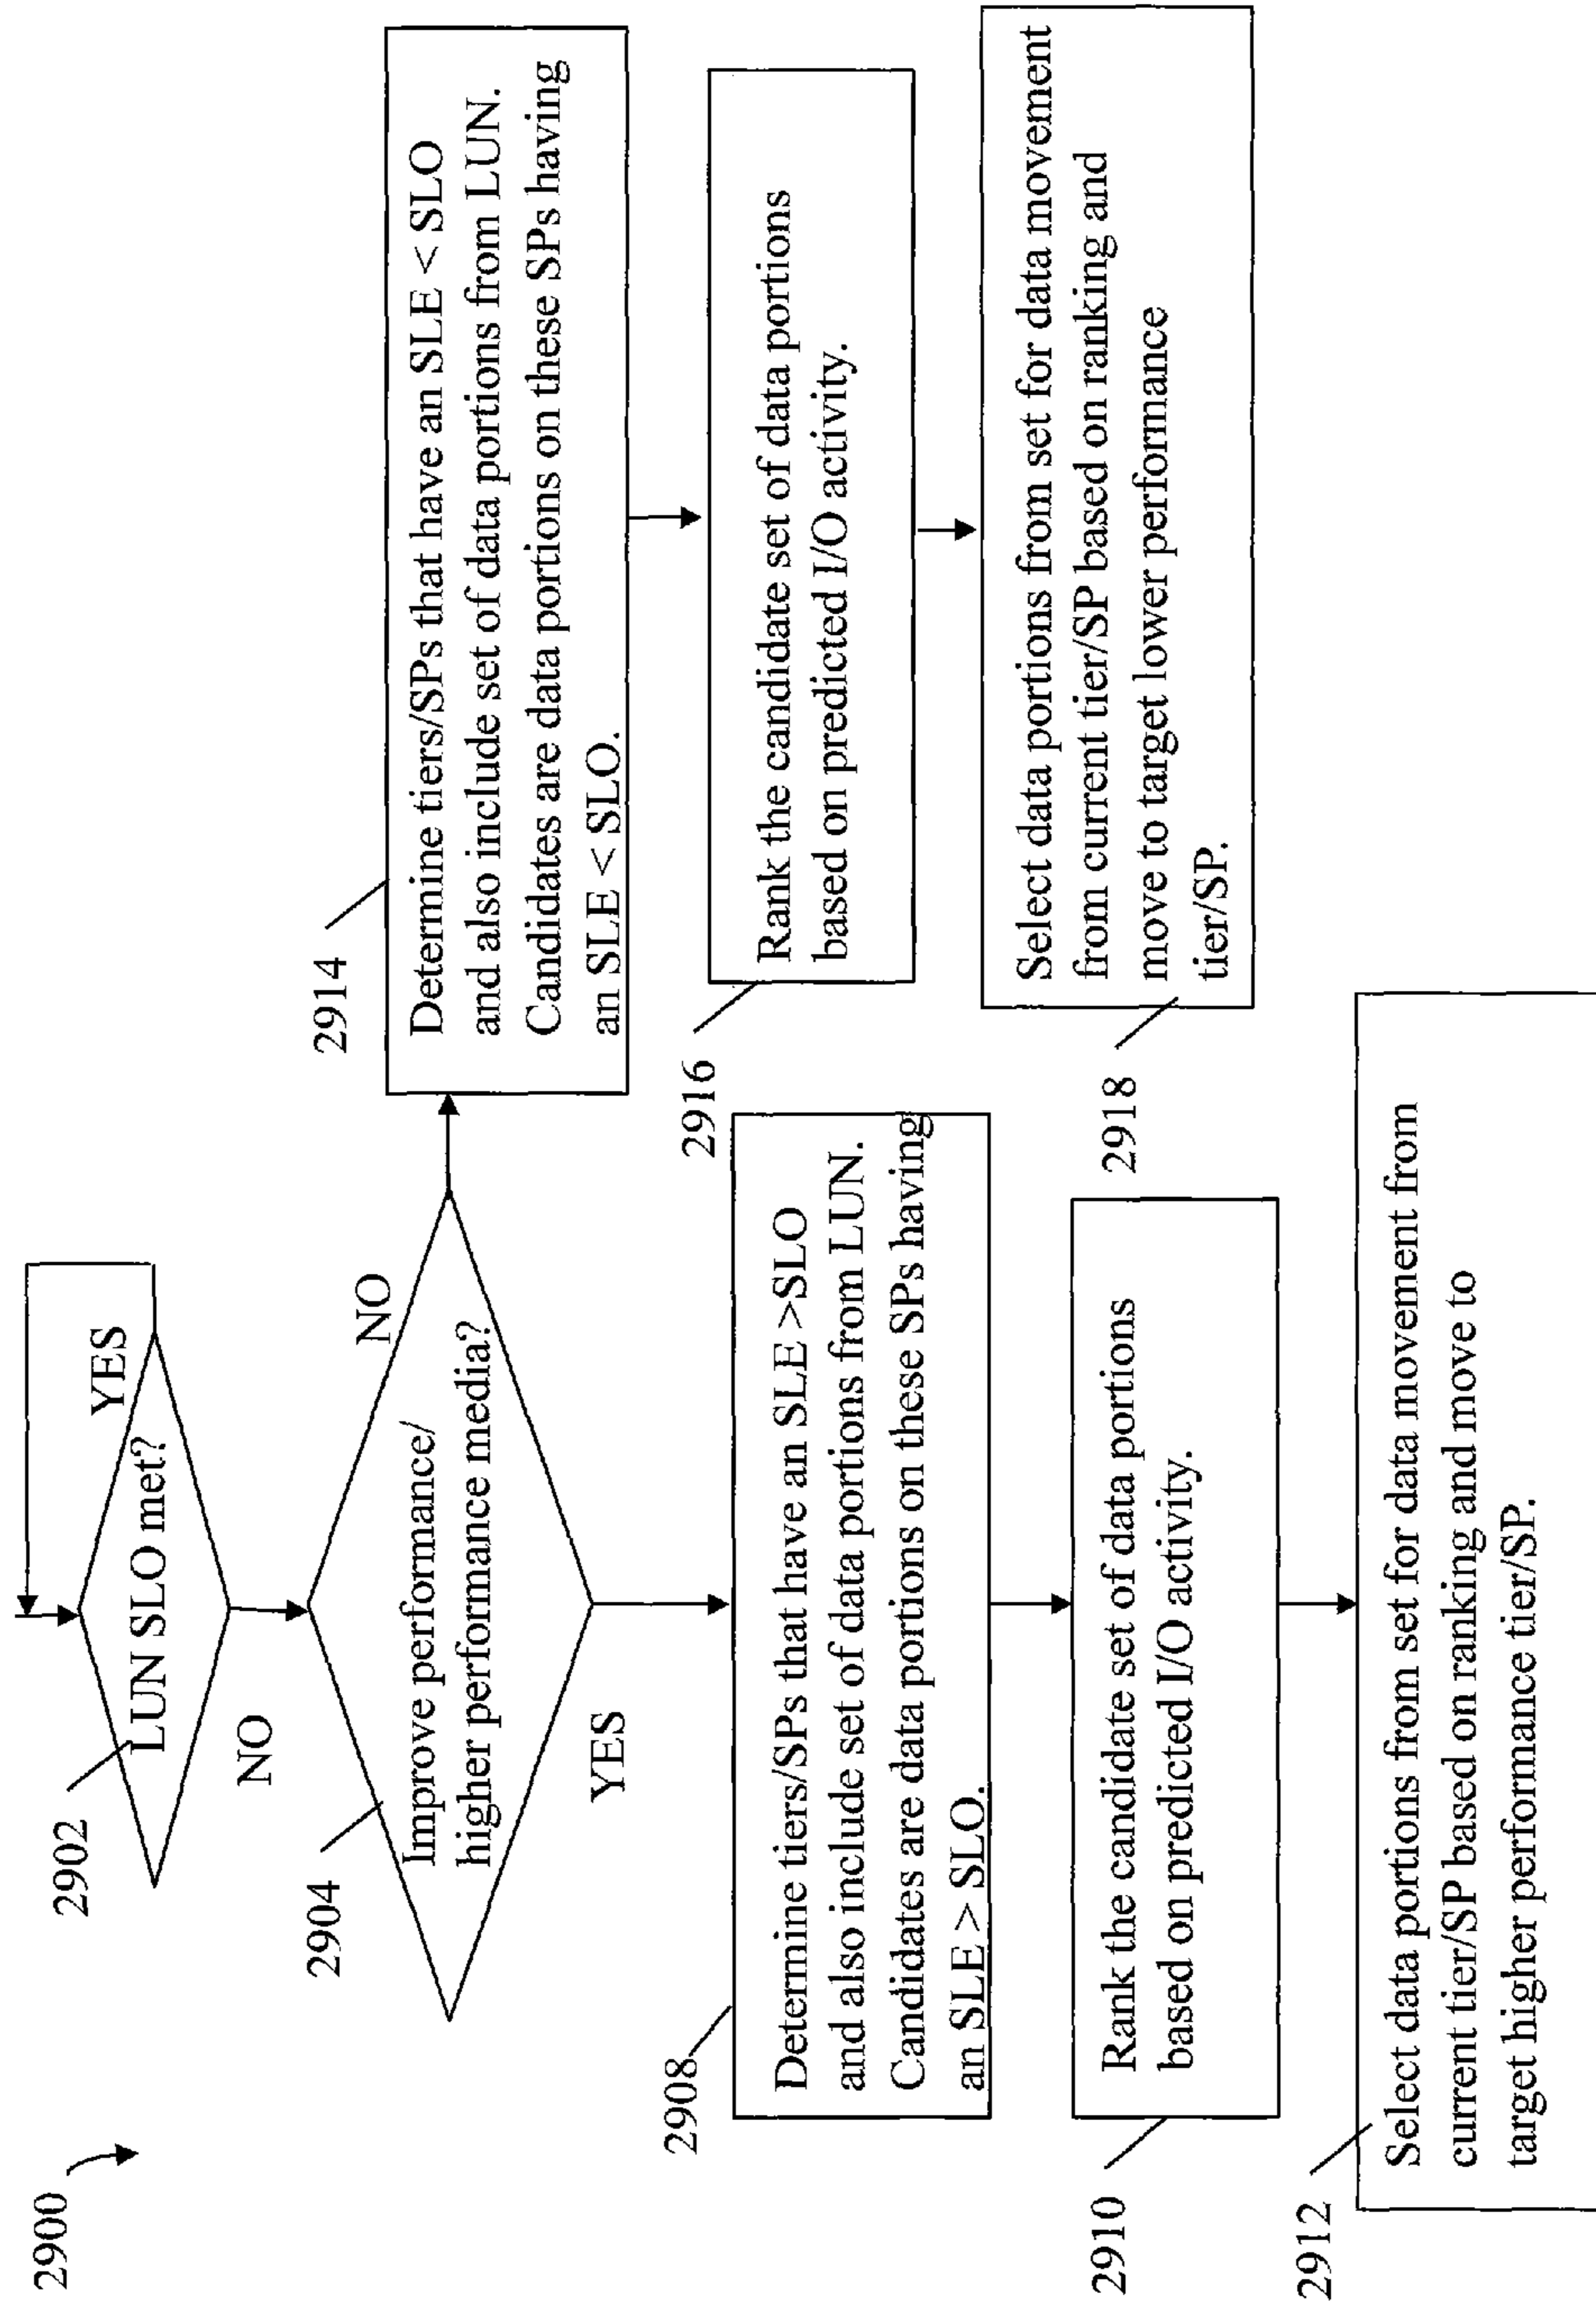 2900
2902
LUN SLO met?
YES
NO
2904
Improve performance/
higher performance media?
NO
YES
2908
Determine tiers/SPs that have an SLE >SLO
and also include set of data portions from LUN.
Candidates are data portions on these SPs having
an SLE > SLO.
2910
Rank the candidate set of data portions
based on predicted I/O activity.
2912
Select data portions from set for data movement from
current tier/SP based on ranking and move to
target higher performance tier/SP.
2914
Determine tiers/SPs that have an SLE < SLO
and also include set of data portions from LUN.
Candidates are data portions on these SPs having
an SLE < SLO.
2916
Rank the candidate set of data portions
based on predicted I/O activity.
2918
Select data portions from set for data movement
from current tier/SP based on ranking and
move to target lower performance
tier/SP.